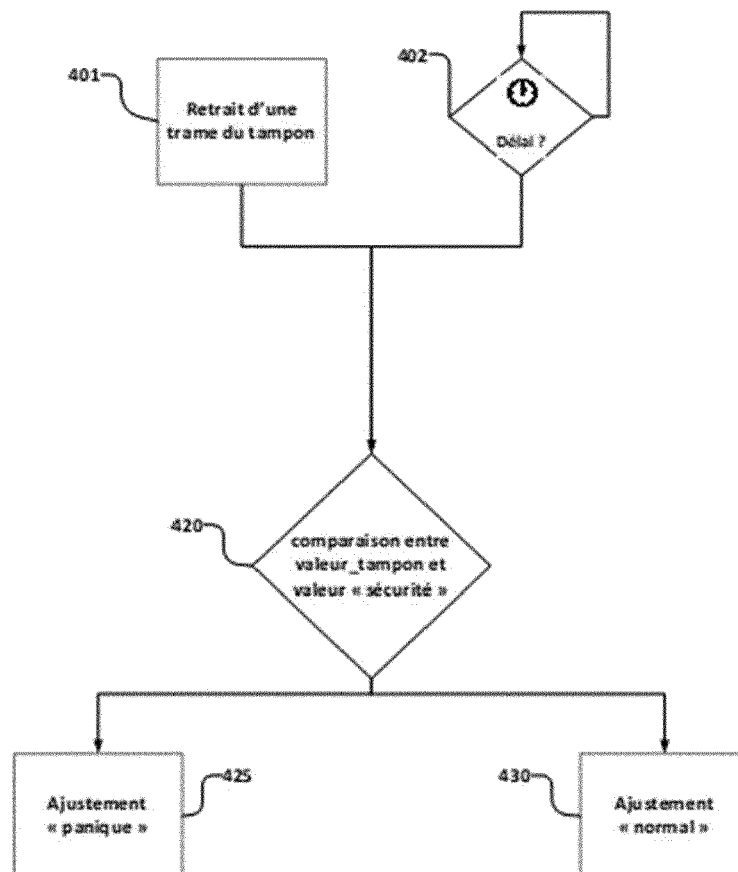 401
Retrait d'une
trame du tampon
402
Délai ?
420
comparaison entre
valeur_tampon et
valeur « sécurité »
425
Ajustement
« panique »
430
Ajustement
« normal »